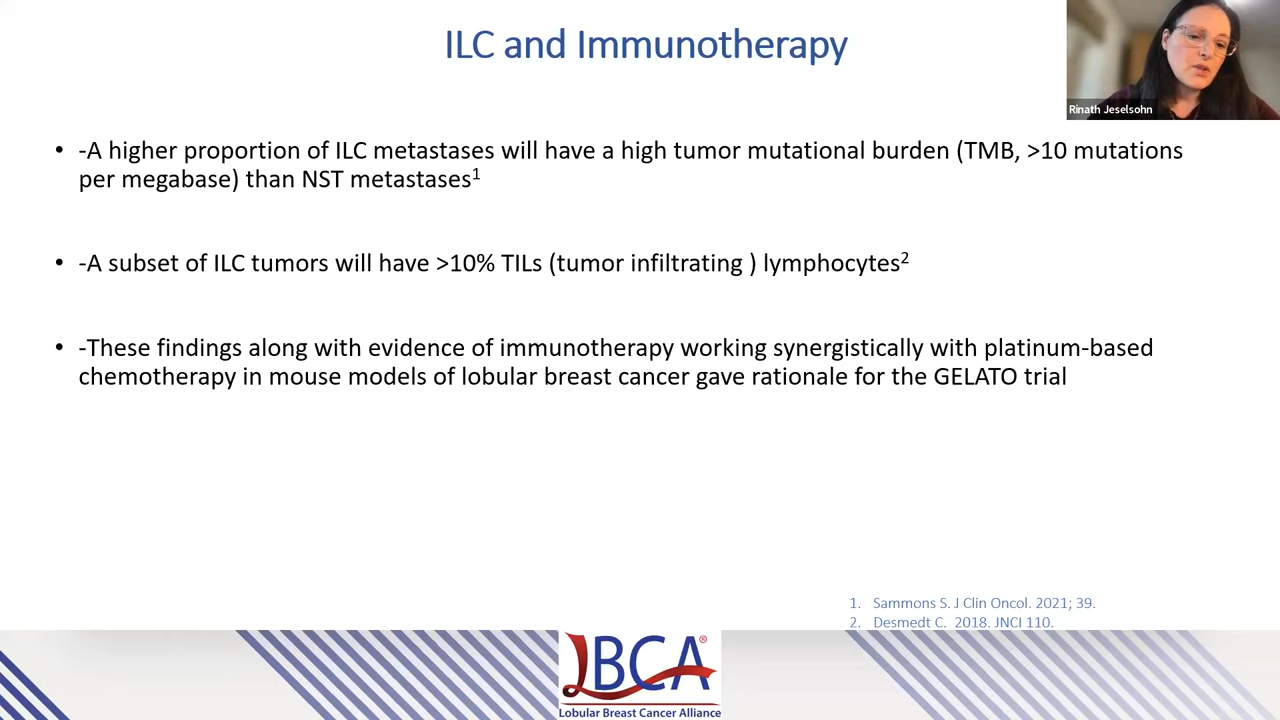 ILC and Immunotherapy
Rinath Jeselsohn
• -A higher proportion of ILC metastases will have a high tumor mutational burden (TMB, >10 mutations
per megabase) than NST metastases¹
• -A subset of ILC tumors will have >10% TILs (tumor infiltrating ) lymphocytes²
• -These findings along with evidence of immunotherapy working synergistically with platinum-based
chemotherapy in mouse models of lobular breast cancer gave rationale for the GELATO trial
1. Sammons S. J Clin Oncol. 2021; 39.
2. Desmedt C. 2018. JNCI 110.
LBCA®
Lobular Breast Cancer Alliance